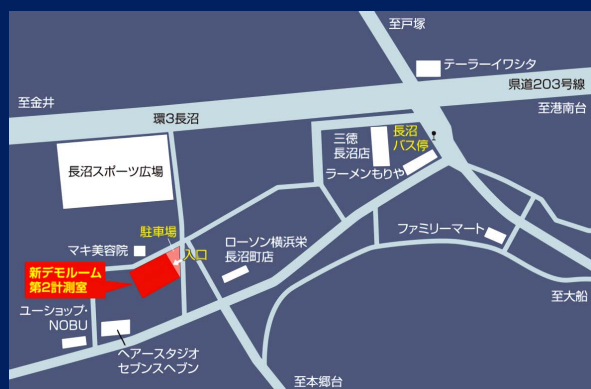 至戸塚
テーラーイワシタ
県道203号線
至金井
至港南台
環3長沼
三徳
長沼店
長沼
バス停
長沼スポーツ広場
ラーメンもりや
駐車場
マキ美容院
入口
ローソン横浜栄
長沼町店
ファミリーマート
新デモルーム
第2計測室
至大船
ユーショップ・
NOBU
ヘアースタジオ
セブンスヘブン
至本郷台